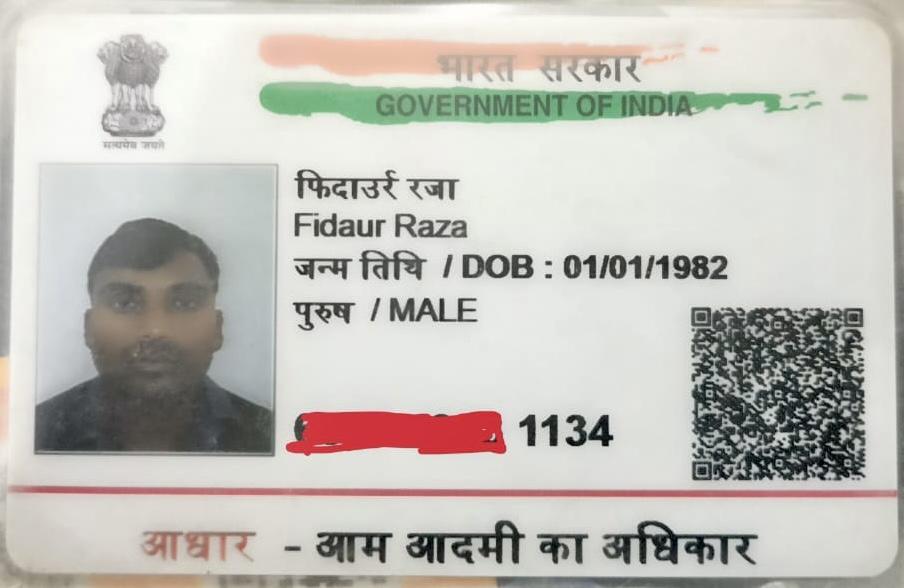 भारत सरकार
GOVERNMENT OF INDIA
सत्यमेव जयते
फिदाउर्र रजा
Fidaur Raza
जन्म तिथि / DOB : 01/01/1982
पुरुष / MALE
1134
आधार - आम आदमी का अधिकार